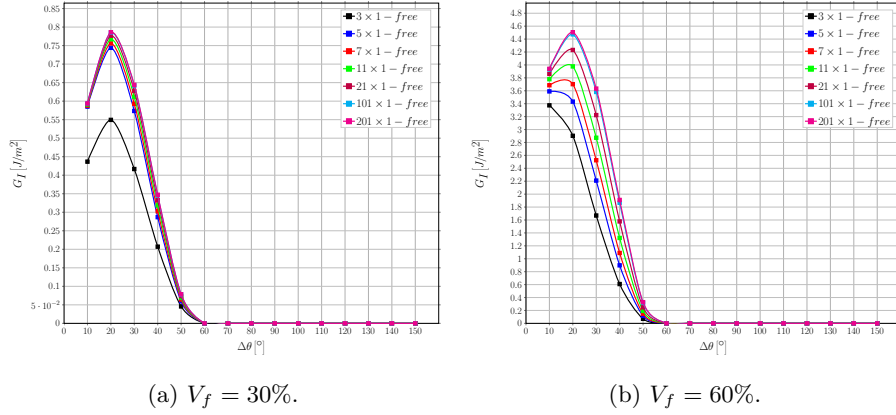 0.85
0.8
0.75
0.7
0.65
0.6
0.55
0.5
0.45
0.4
0.35
0.3
0.25
0.2
0.15
0.1
5 · 10⁻²
0
G_I [J/m2]
3 × 1 − free
5 × 1 − free
7 × 1 − free
11 × 1 − free
21 × 1 − free
101 × 1 − free
201 × 1 − free
0 10 20 30 40 50 60 70 80 90 100 110 120 130 140 150
Δθ [°]
(a) V_f = 30%.
4.8
4.6
4.4
4.2
4
3.8
3.6
3.4
3.2
3
2.8
2.6
2.4
2.2
2
1.8
1.6
1.4
1.2
1
0.8
0.6
0.4
0.2
0
G_I [J/m2]
3 × 1 − free
5 × 1 − free
7 × 1 − free
11 × 1 − free
21 × 1 − free
101 × 1 − free
201 × 1 − free
0 10 20 30 40 50 60 70 80 90 100 110 120 130 140 150
Δθ [°]
(b) V_f = 60%.